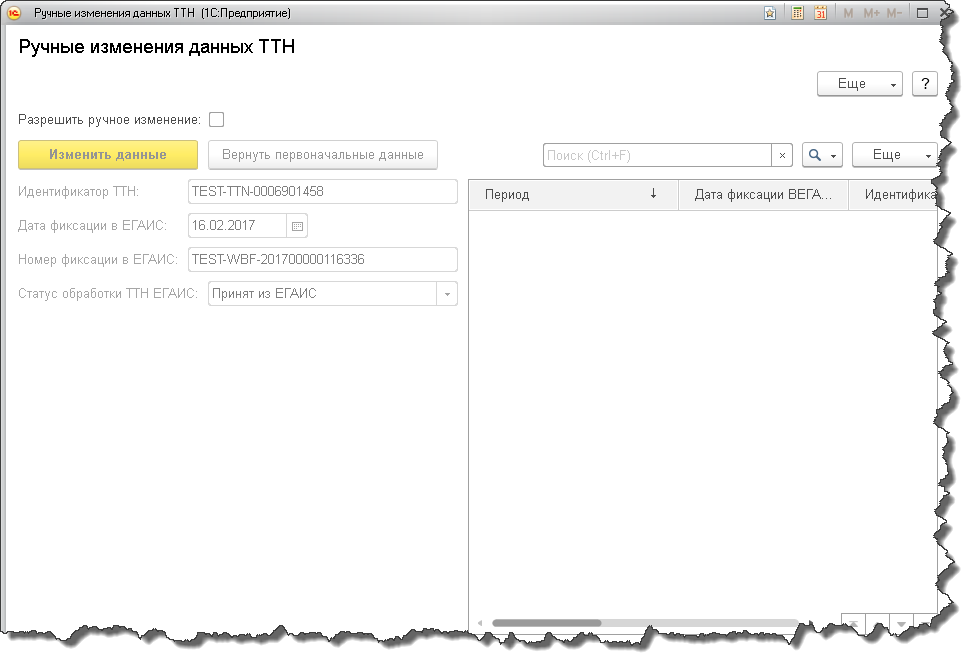 Ручные изменения данных ТТН (1С:Предприятие)
31 M M+ M-
Ручные изменения данных ТТН
Еще ?
Разрешить ручное изменение:
Изменить данные Вернуть первоначальные данные Поиск (Ctrl+F) × Еще
Идентификатор ТТН: TEST-TTN-0006901458
Период ↓ Дата фиксации ВЕГА... Идентифика
Дата фиксации в ЕГАИС: 16.02.2017
Номер фиксации в ЕГАИС: TEST-WBF-201700000116336
Статус обработки ТТН ЕГАИС: Принят из ЕГАИС